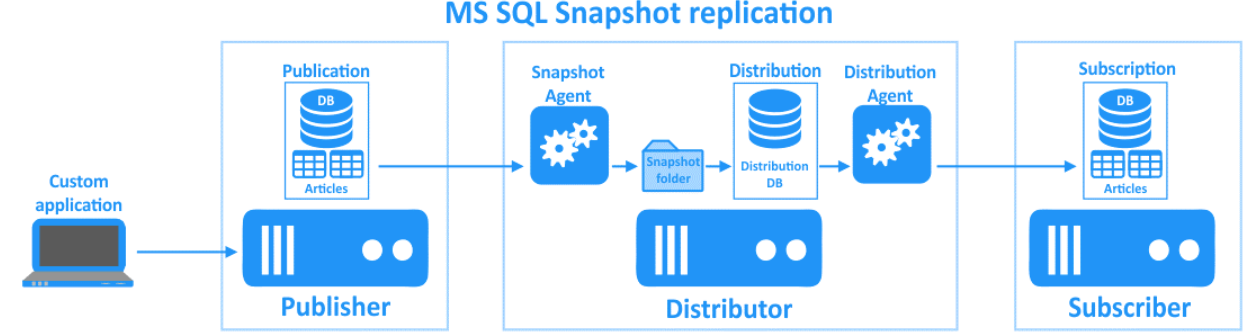 MS SQL Snapshot replication
Custom
application
Publication
DB
Articles
Publisher
Snapshot
Agent
Snapshot
folder
Distribution
Distribution
DB
Distribution
Agent
Distributor
Subscription
DB
Articles
Subscriber